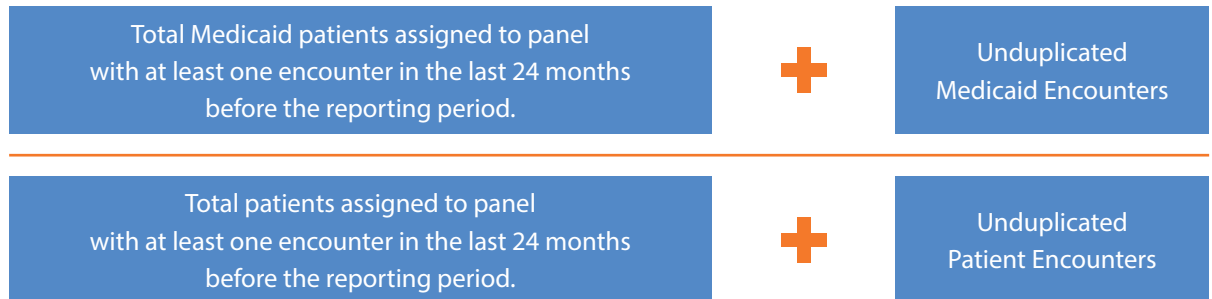 Total Medicaid patients assigned to panel
with at least one encounter in the last 24 months
before the reporting period.
Unduplicated
Medicaid Encounters
Total patients assigned to panel
with at least one encounter in the last 24 months
before the reporting period.
Unduplicated
Patient Encounters